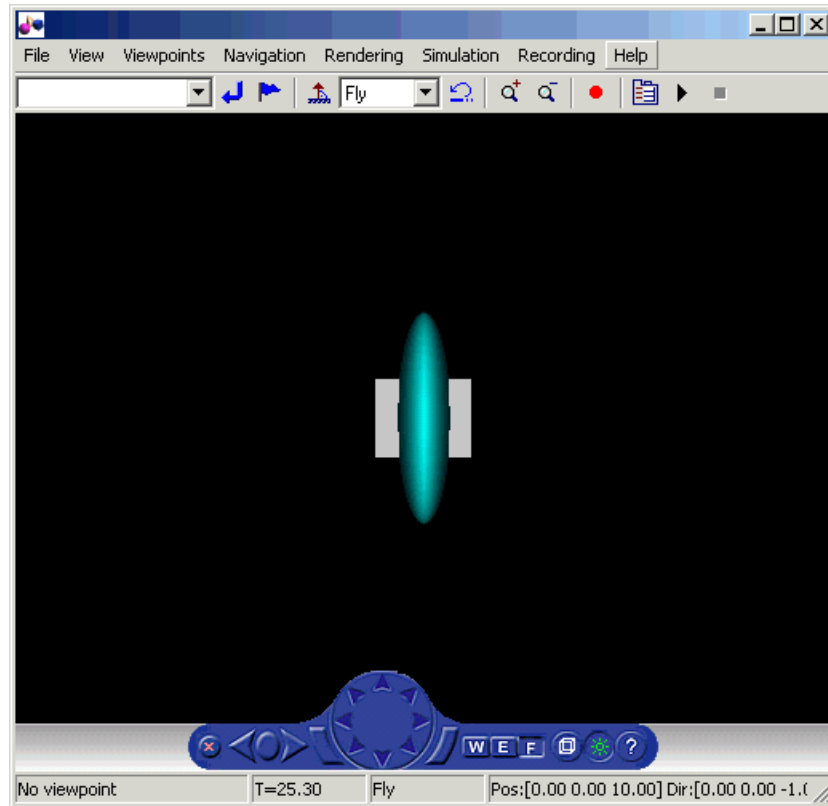 File View Viewpoints Navigation Rendering Simulation Recording Help
Fly
W E F ?
No viewpoint T=25.30 Fly Pos:[0.00 0.00 10.00] Dir:[0.00 0.00 -1.(